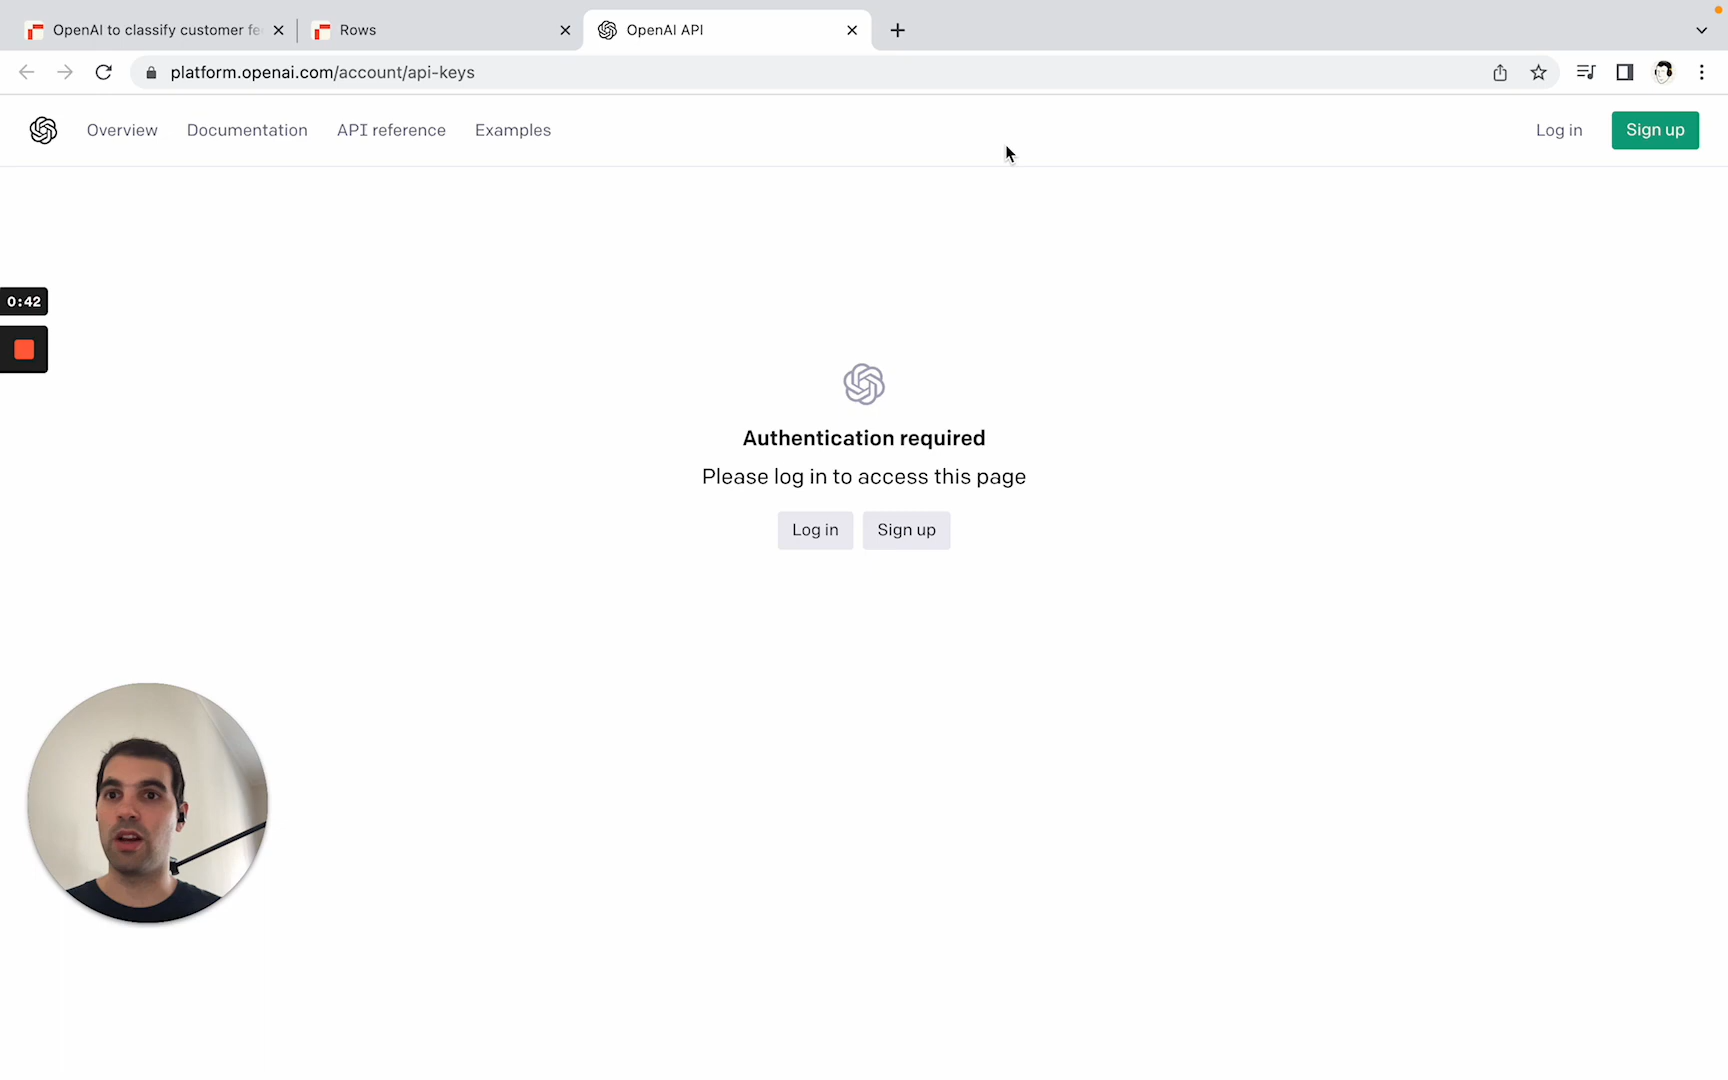 OpenAI to classify customer fe
Rows
OpenAI API
platform.openai.com/account/api-keys
Overview
Documentation
API reference
Examples
Log in
Sign up
0:42
Authentication required
Please log in to access this page
Log in
Sign up